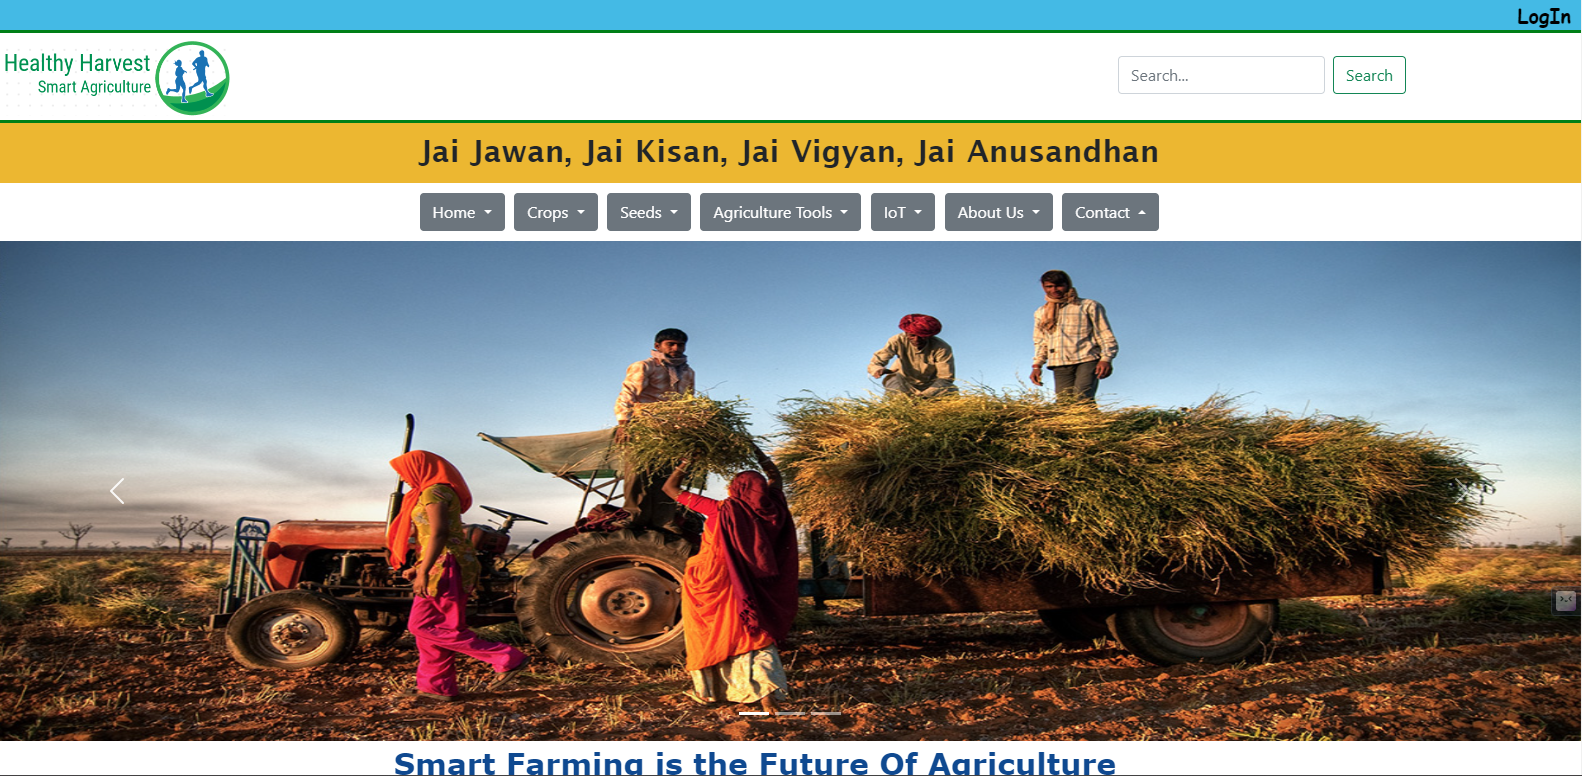 LogIn
Healthy Harvest
Smart Agriculture
Search...
Search
Jai Jawan, Jai Kisan, Jai Vigyan, Jai Anusandhan
Home
Crops
Seeds
Agriculture Tools
IoT
About Us
Contact
Smart Farming is the Future Of Agriculture